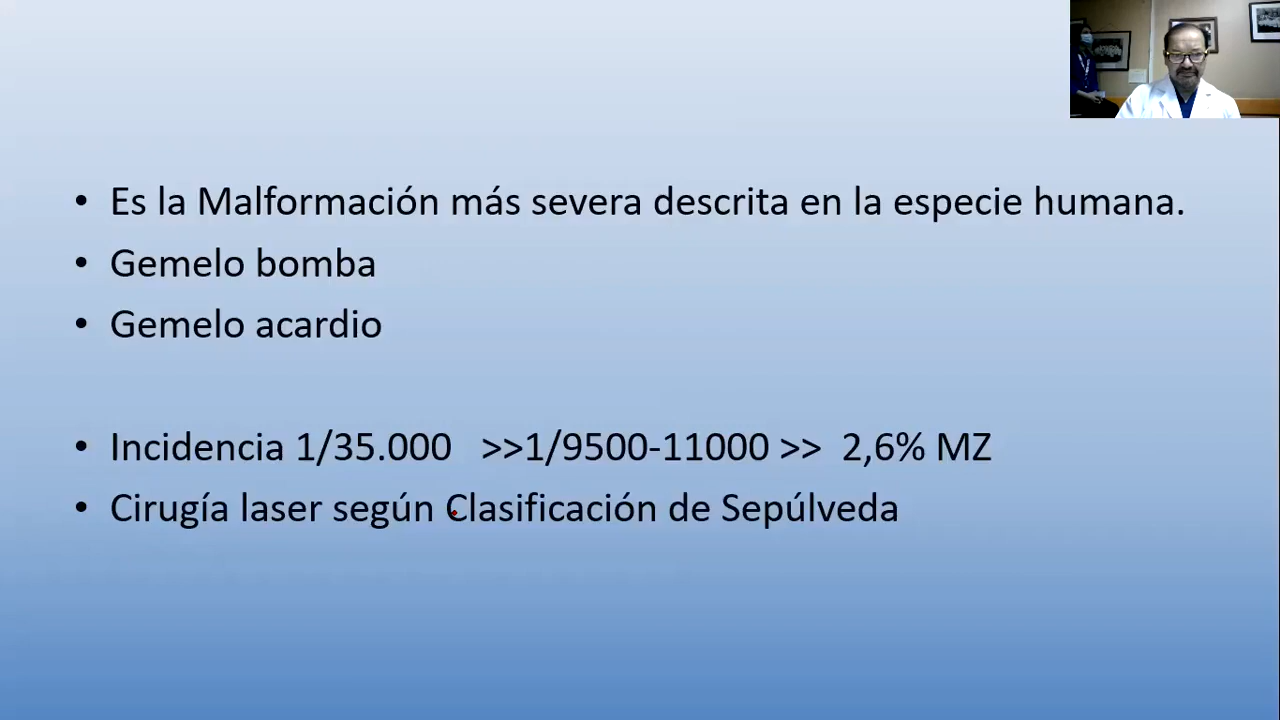 • Es la Malformación más severa descrita en la especie humana.
• Gemelo bomba
• Gemelo acardio
• Incidencia 1/35.000 >>1/9500-11000 >> 2,6% MZ
• Cirugía laser según Clasificación de Sepúlveda